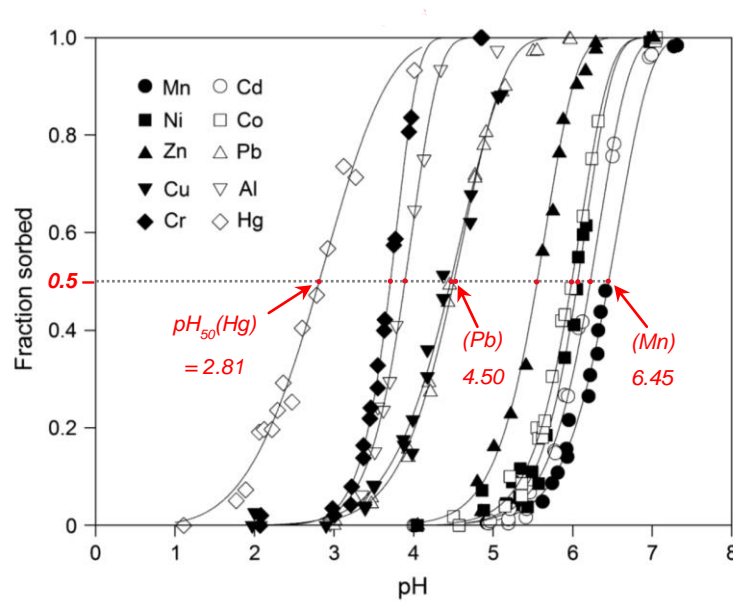 1.0
0.8
0.6
0.5
0.4
0.2
0
Fraction sorbed
Mn
Ni
Zn
Cu
Cr
Cd
Co
Pb
Al
Hg
pH50(Hg)
= 2.81
(Pb)
4.50
(Mn)
6.45
0 1 2 3 4 5 6 7 8
pH